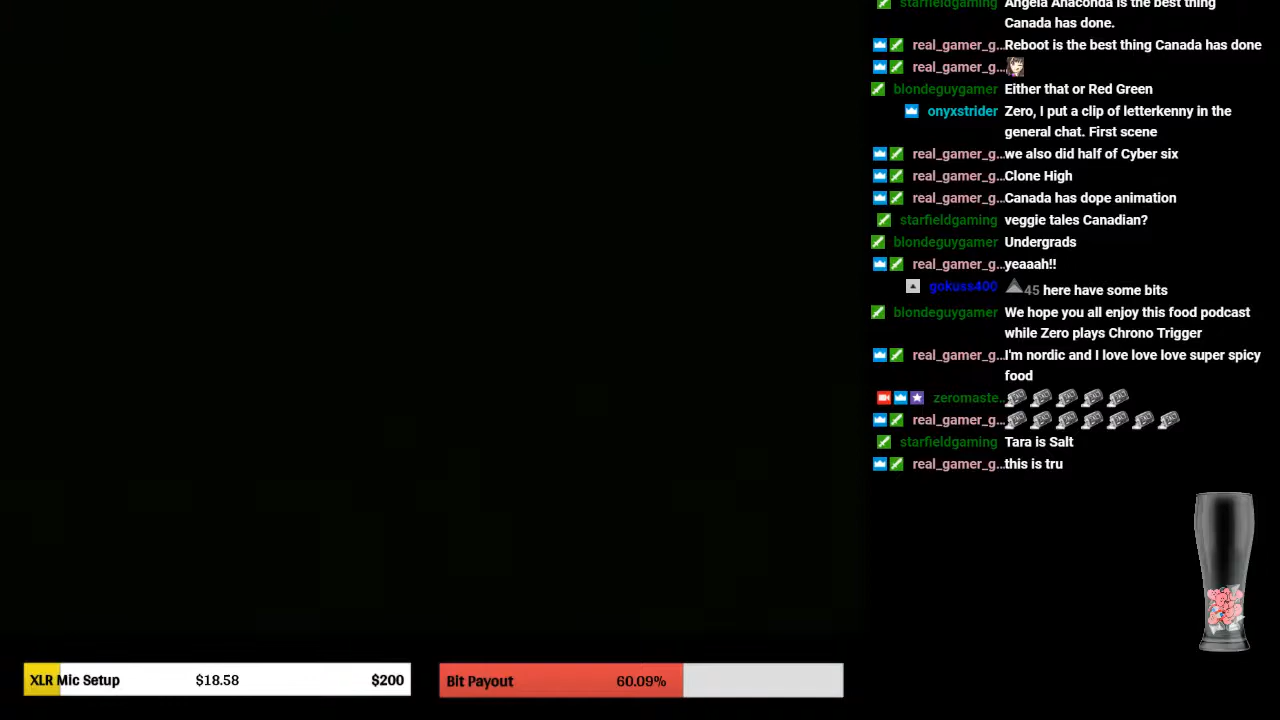 starfieldgaming Angela Anaconda is the best thing
Canada has done.
real_gamer_g... Reboot is the best thing Canada has done
real_gamer_g...
blondeguygamer Either that or Red Green
onyxstrider Zero, I put a clip of letterkenny in the
general chat. First scene
real_gamer_g... we also did half of Cyber six
real_gamer_g... Clone High
real_gamer_g... Canada has dope animation
starfieldgaming veggie tales Canadian?
blondeguygamer Undergrads
real_gamer_g... yeaaah!!
gokuss400 45 here have some bits
blondeguygamer We hope you all enjoy this food podcast
while Zero plays Chrono Trigger
real_gamer_g... I'm nordic and I love love love super spicy
food
zeromaste...
real_gamer_g...
starfieldgaming Tara is Salt
real_gamer_g... this is tru
XLR Mic Setup $18.58 $200
Bit Payout 60.09%